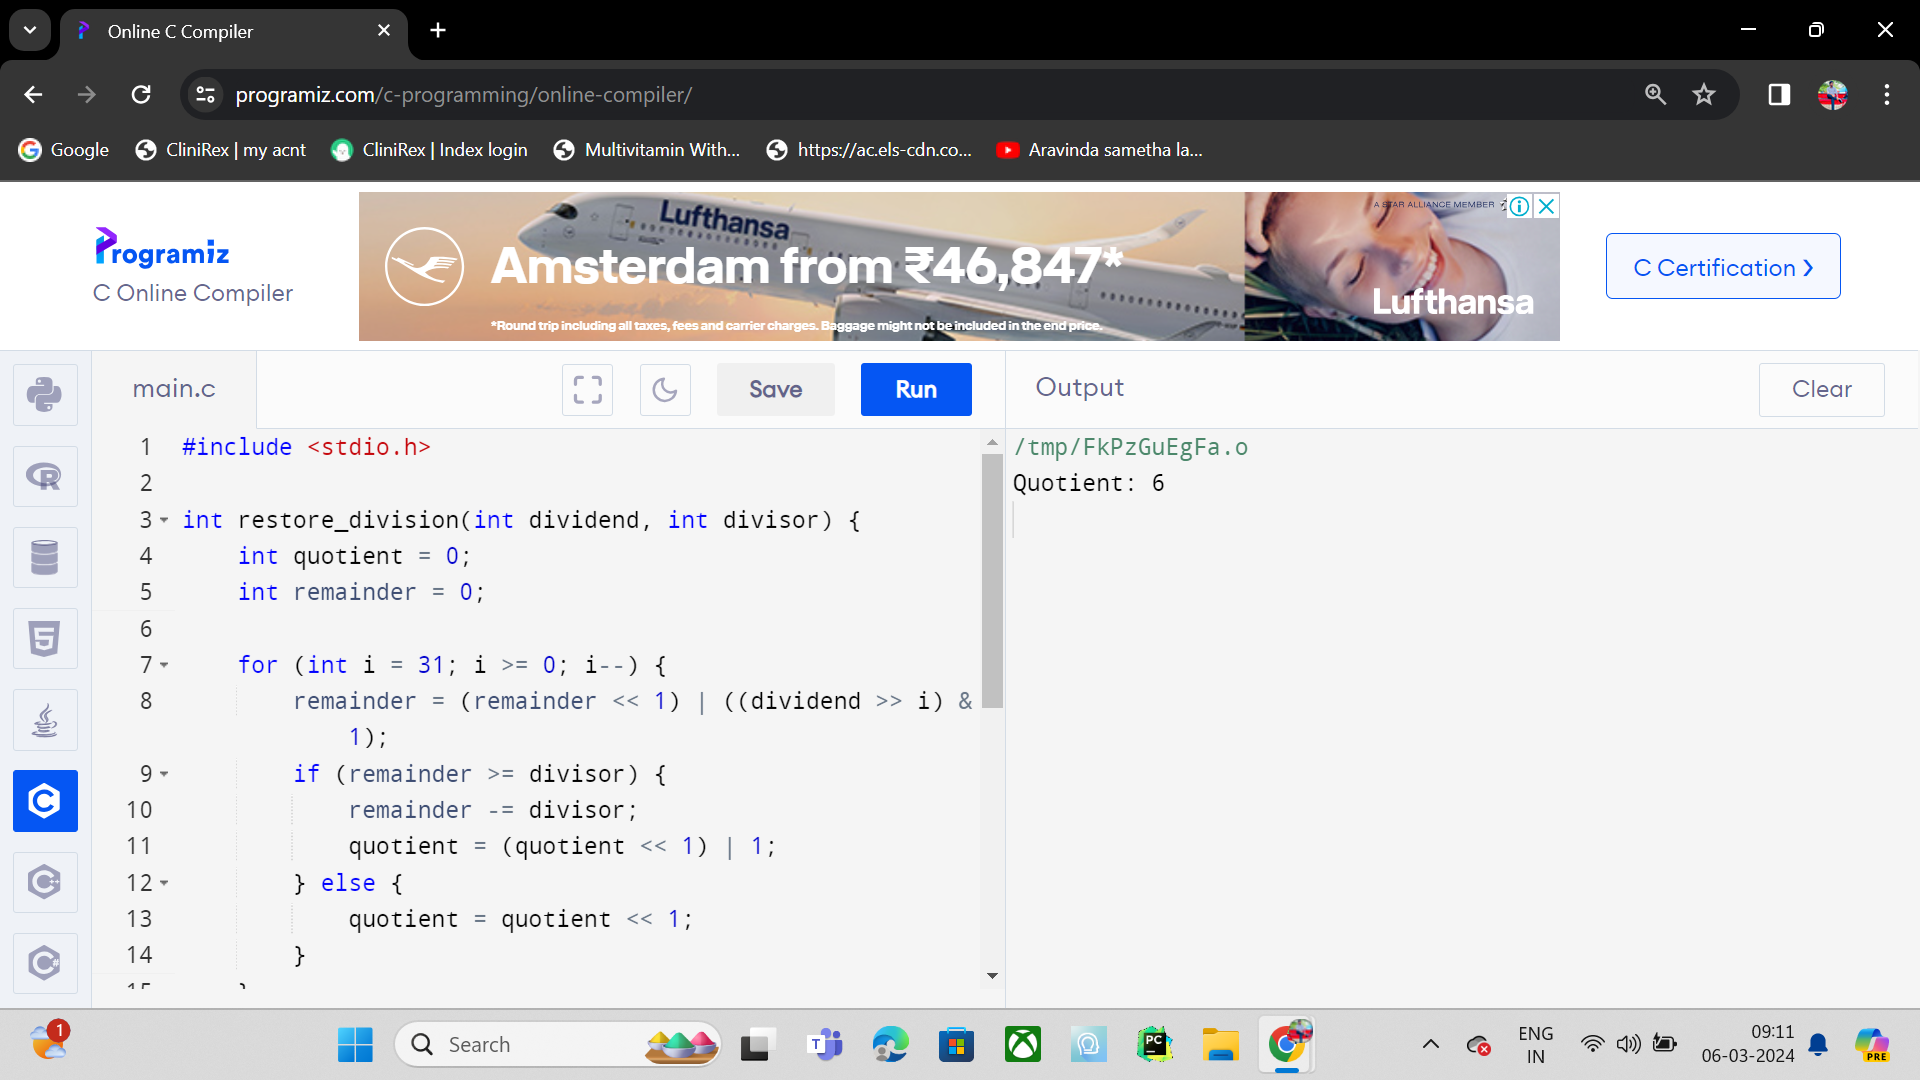 Online C Compiler
programiz.com/c-programming/online-compiler/
Google
CliniRex | my acnt
CliniRex | Index login
Multivitamin With...
https://ac.els-cdn.co...
Aravinda sametha la...
Programiz
C Online Compiler
Lufthansa
Amsterdam from ₹46,847*
*Round trip including all taxes, fees and carrier charges. Baggage might not be included in the end price.
A STAR ALLIANCE MEMBER
Lufthansa
C Certification
main.c
Save
Run
Output
Clear
1 #include <stdio.h>
2
3 int restore_division(int dividend, int divisor) {
4 int quotient = 0;
5 int remainder = 0;
6
7 for (int i = 31; i >= 0; i--) {
8 remainder = (remainder << 1) | ((dividend >> i) &
1);
9 if (remainder >= divisor) {
10 remainder -= divisor;
11 quotient = (quotient << 1) | 1;
12 } else {
13 quotient = quotient << 1;
14 }
15 }
/tmp/FkPzGuEgFa.o
Quotient: 6
1
Search
T
PC
PRE
ENG
IN
09:11
06-03-2024